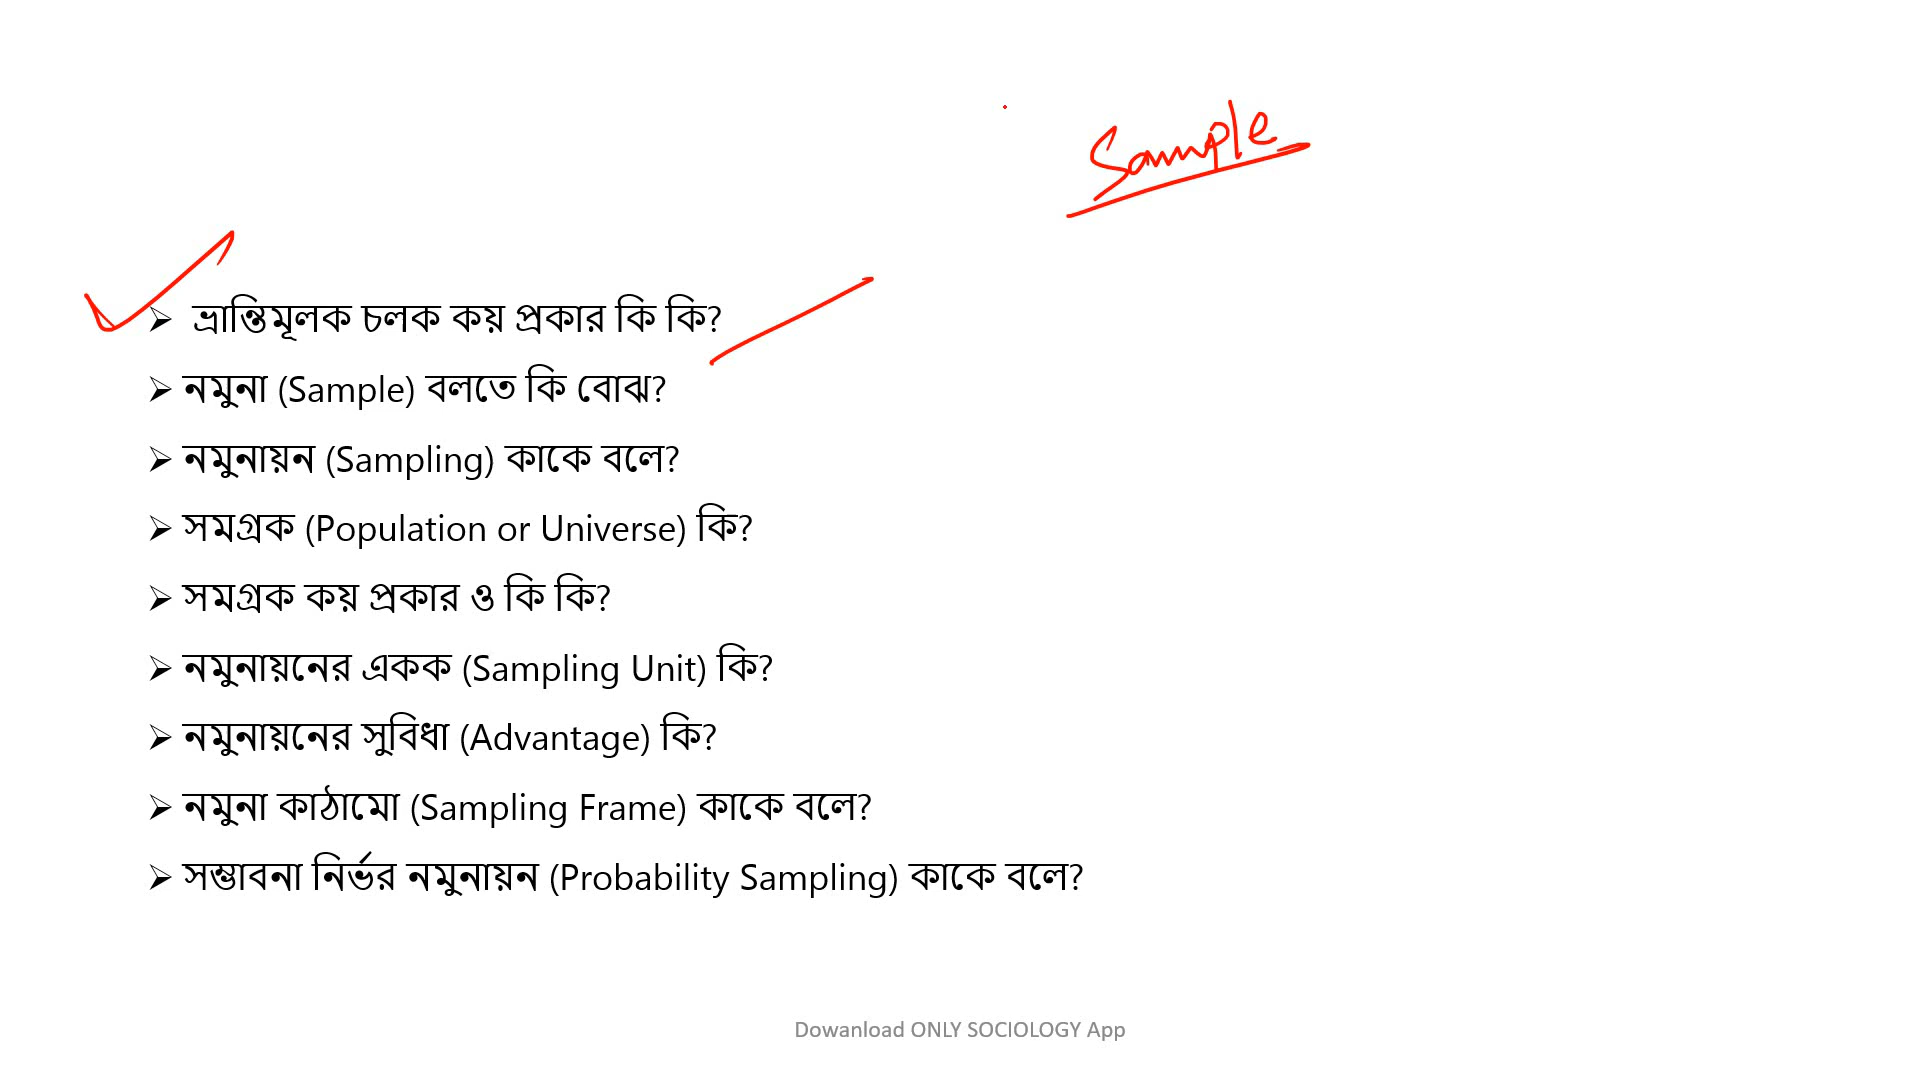 Sample
➢ ভ্রান্তিমূলক চলক কয় প্রকার কি কি?
➢ নমুনা (Sample) বলতে কি বোঝ?
➢ নমুনায়ন (Sampling) কাকে বলে?
➢ সমগ্রক (Population or Universe) কি?
➢ সমগ্রক কয় প্রকার ও কি কি?
➢ নমুনায়নের একক (Sampling Unit) কি?
➢ নমুনায়নের সুবিধা (Advantage) কি?
➢ নমুনা কাঠামো (Sampling Frame) কাকে বলে?
➢ সম্ভাবনা নির্ভর নমুনায়ন (Probability Sampling) কাকে বলে?
Dowanload ONLY SOCIOLOGY App